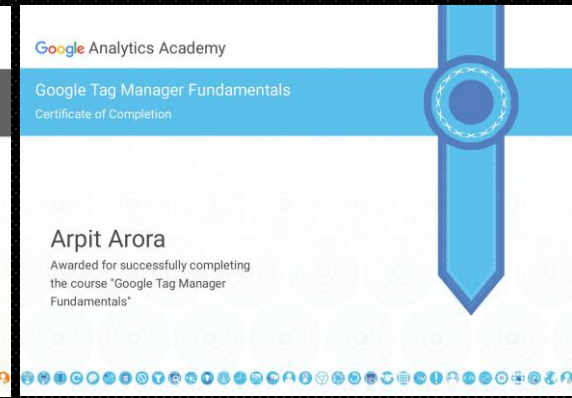 Google Analytics Academy
Google Tag Manager Fundamentals
Certificate of Completion
Arpit Arora
Awarded for successfully completing
the course "Google Tag Manager
Fundamentals"